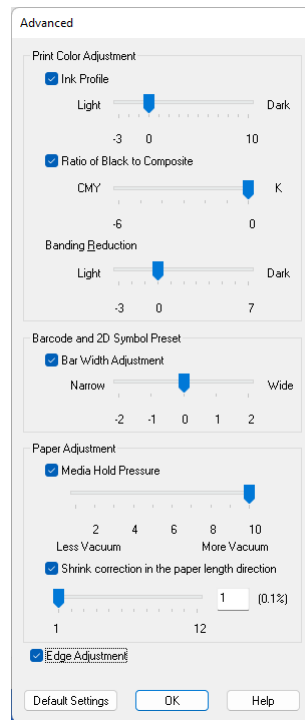 Advanced
Print Color Adjustment
Ink Profile
Light Dark
-3 0 10
Ratio of Black to Composite
CMY K
-6 0
Banding Reduction
Light Dark
-3 0 7
Barcode and 2D Symbol Preset
Bar Width Adjustment
Narrow Wide
-2 -1 0 1 2
Paper Adjustment
Media Hold Pressure
2 4 6 8 10
Less Vacuum More Vacuum
Shrink correction in the paper length direction
1 (0.1%)
1 12
Edge Adjustment
Default Settings OK Help